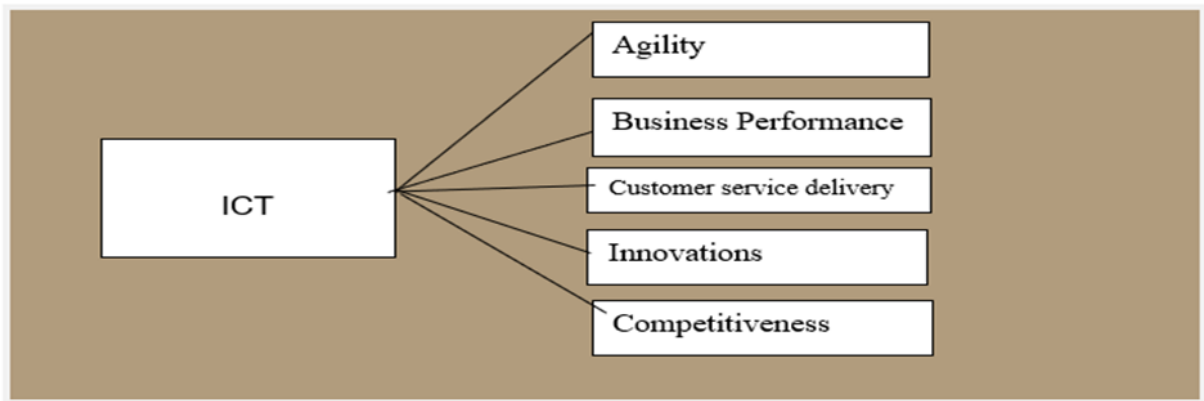 Agility
Business Performance
ICT
Customer service delivery
Innovations
Competitiveness